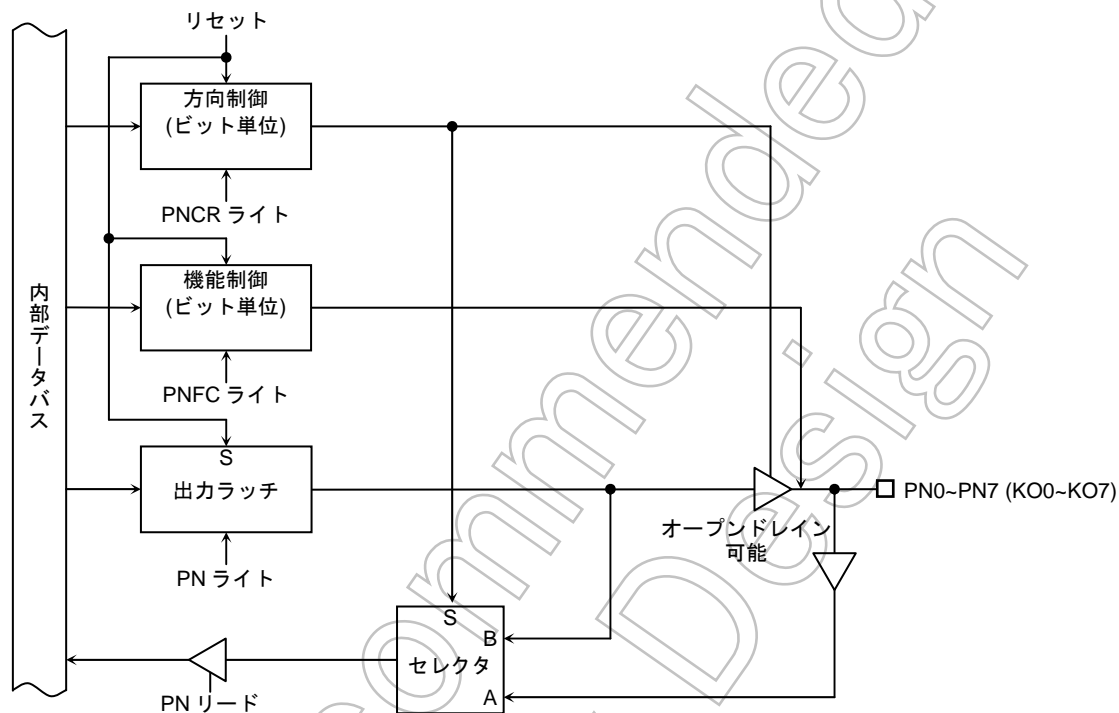 リセット
方向制御
(ビット単位)
PNCR ライト
機能制御
(ビット単位)
PNFC ライト
内部データバス
S
出力ラッチ
PN ライト
オープンドレイン
可能
PN0~PN7 (KO0~KO7)
S
B
セレクタ
A
PN リード
ommended
Design